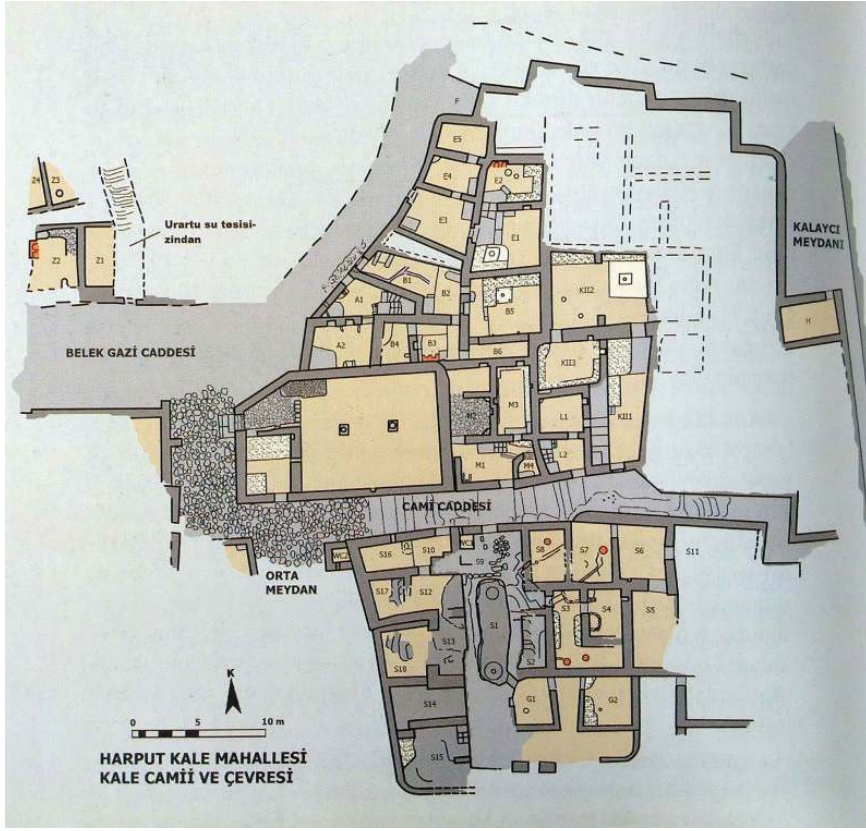 F
E5
E4
E2
E3
E1
Z4
Z3
Urartu su tesisi-
zindan
Z2
Z1
KALAYCI
MEYDANI
B1
B2
A1
B5
KII2
H
BELEK GAZİ CADDESİ
A2
B4
B3
B6
KII3
M3
L1
KII1
M2
M1
M4
L2
CAMİ CADDESİ
WC2
S16
S10
WC1
S9
S8
S7
S6
S11
ORTA
MEYDAN
S17
S12
S13
S1
S2
S3
S4
S5
S18
S14
G1
G2
S15
K
0
5
10 m
HARPUT KALE MAHALLESİ
KALE CAMİİ VE ÇEVRESİ